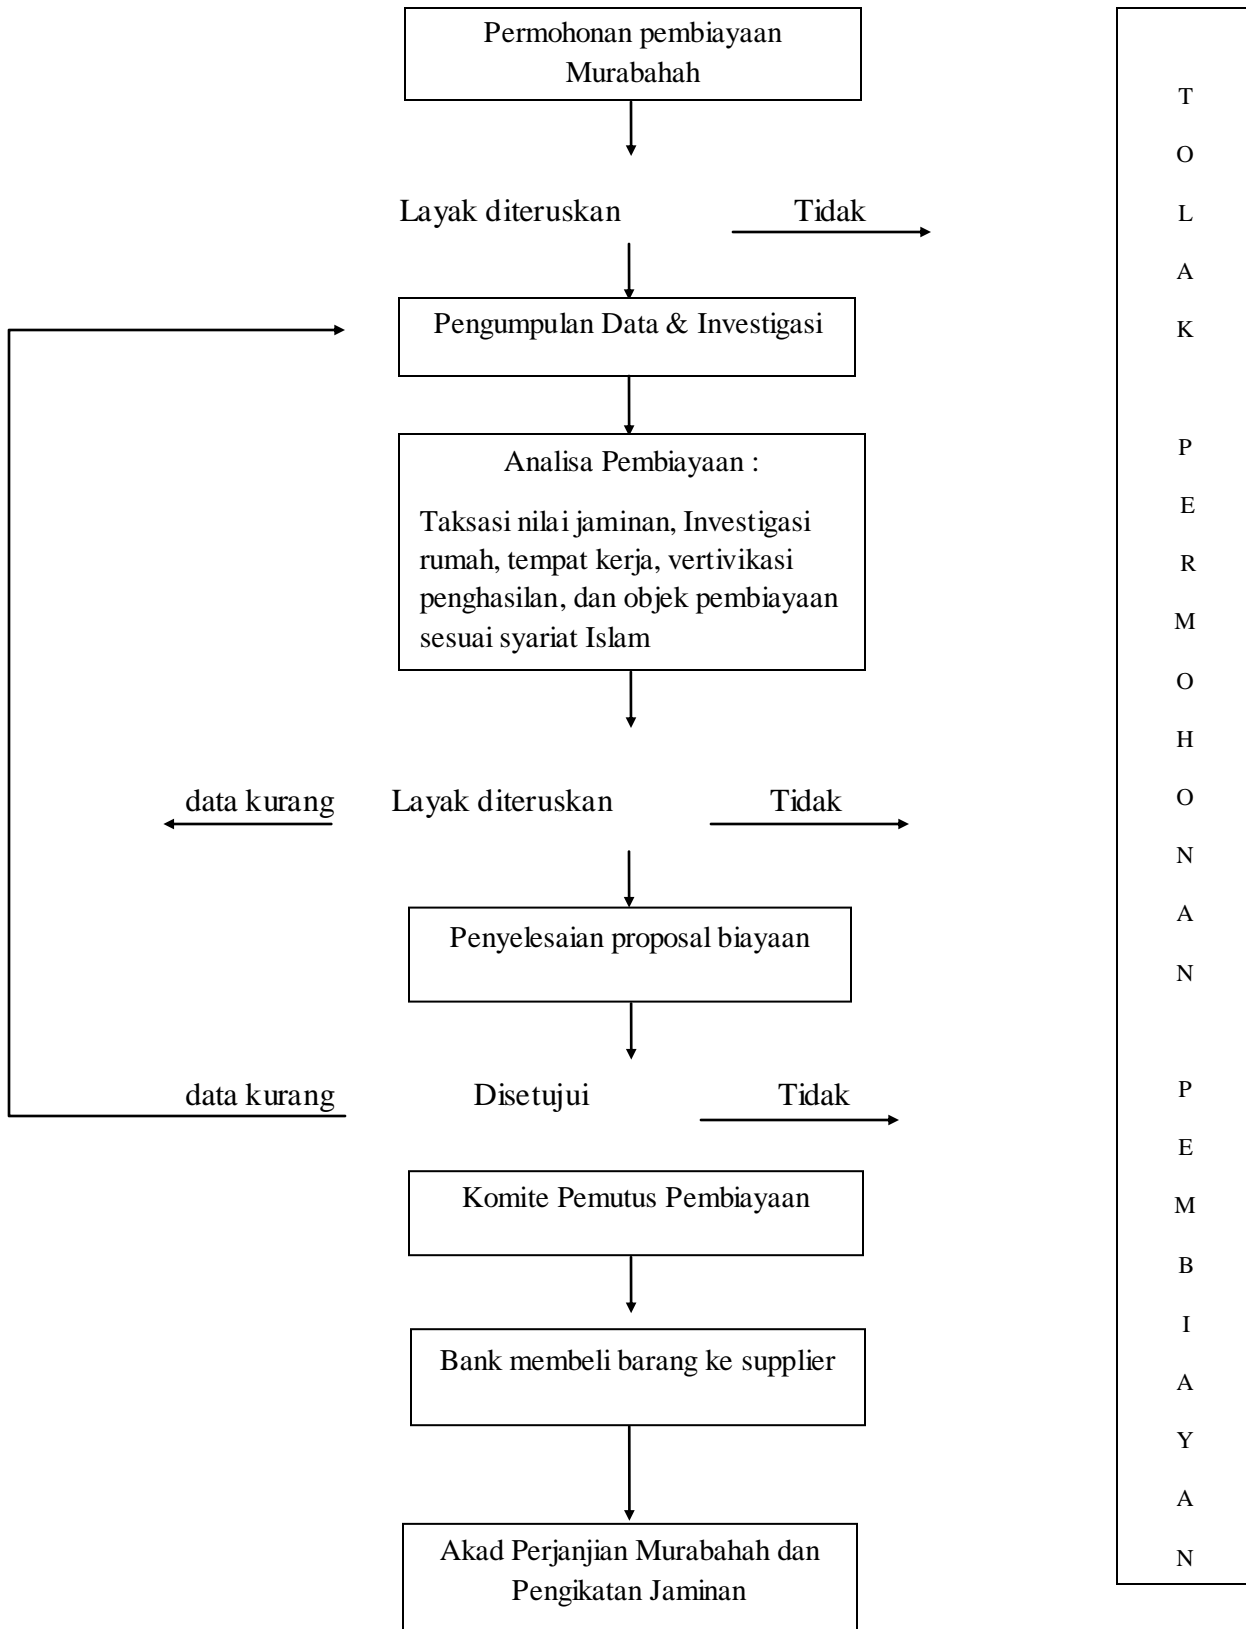 Permohonan pembiayaan
Murabahah
Layak diteruskan
Tidak
Pengumpulan Data & Investigasi
Analisa Pembiayaan :
Taksasi nilai jaminan, Investigasi
rumah, tempat kerja, vertivikasi
penghasilan, dan objek pembiayaan
sesuai syariat Islam
data kurang
Layak diteruskan
Tidak
Penyelesaian proposal biayaan
data kurang
Disetujui
Tidak
Komite Pemutus Pembiayaan
Bank membeli barang ke supplier
Akad Perjanjian Murabahah dan
Pengikatan Jaminan
T
O
L
A
K
P
E
R
M
O
H
O
N
A
N
P
E
M
B
I
A
Y
A
N